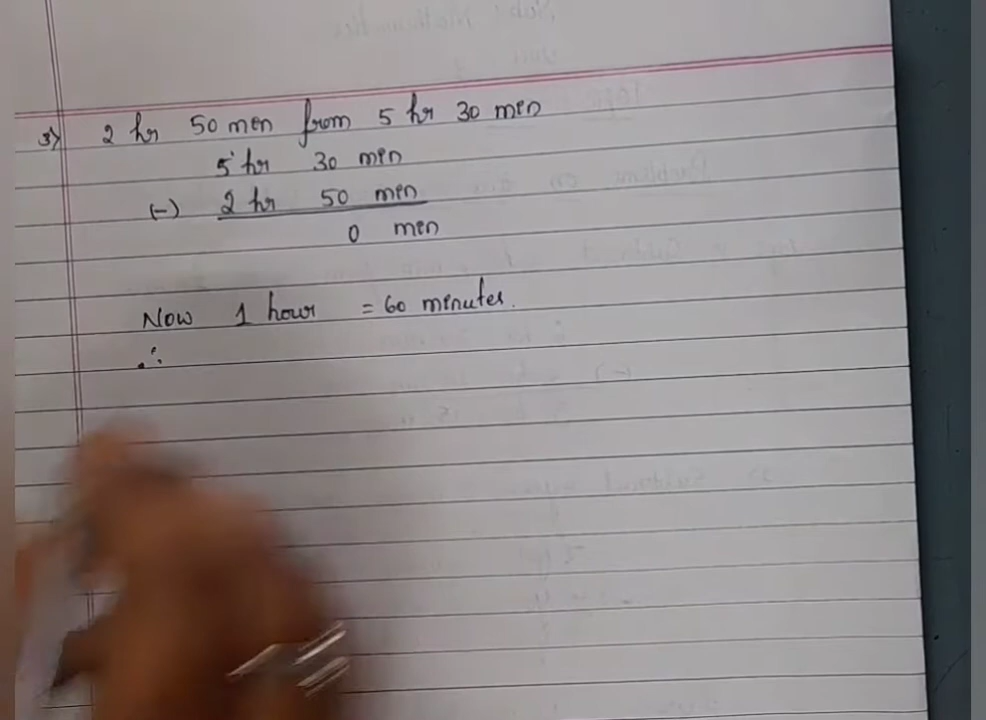 3) 2 hr 50 min from 5 hr 30 min
5 hr 30 min
(-) 2 hr 50 min
0 min
Now 1 hour = 60 minutes.
∴